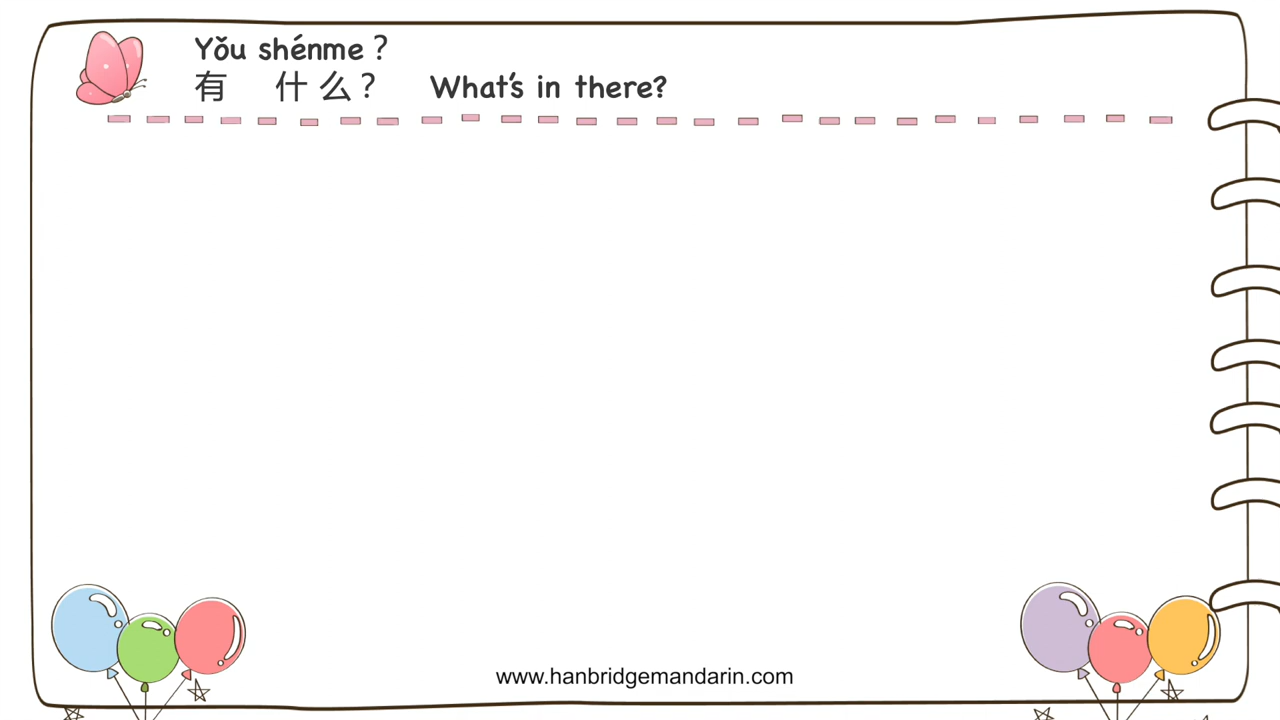 Yǒu shénme？
有 什 么？ What's in there?
www.hanbridgemandarin.com